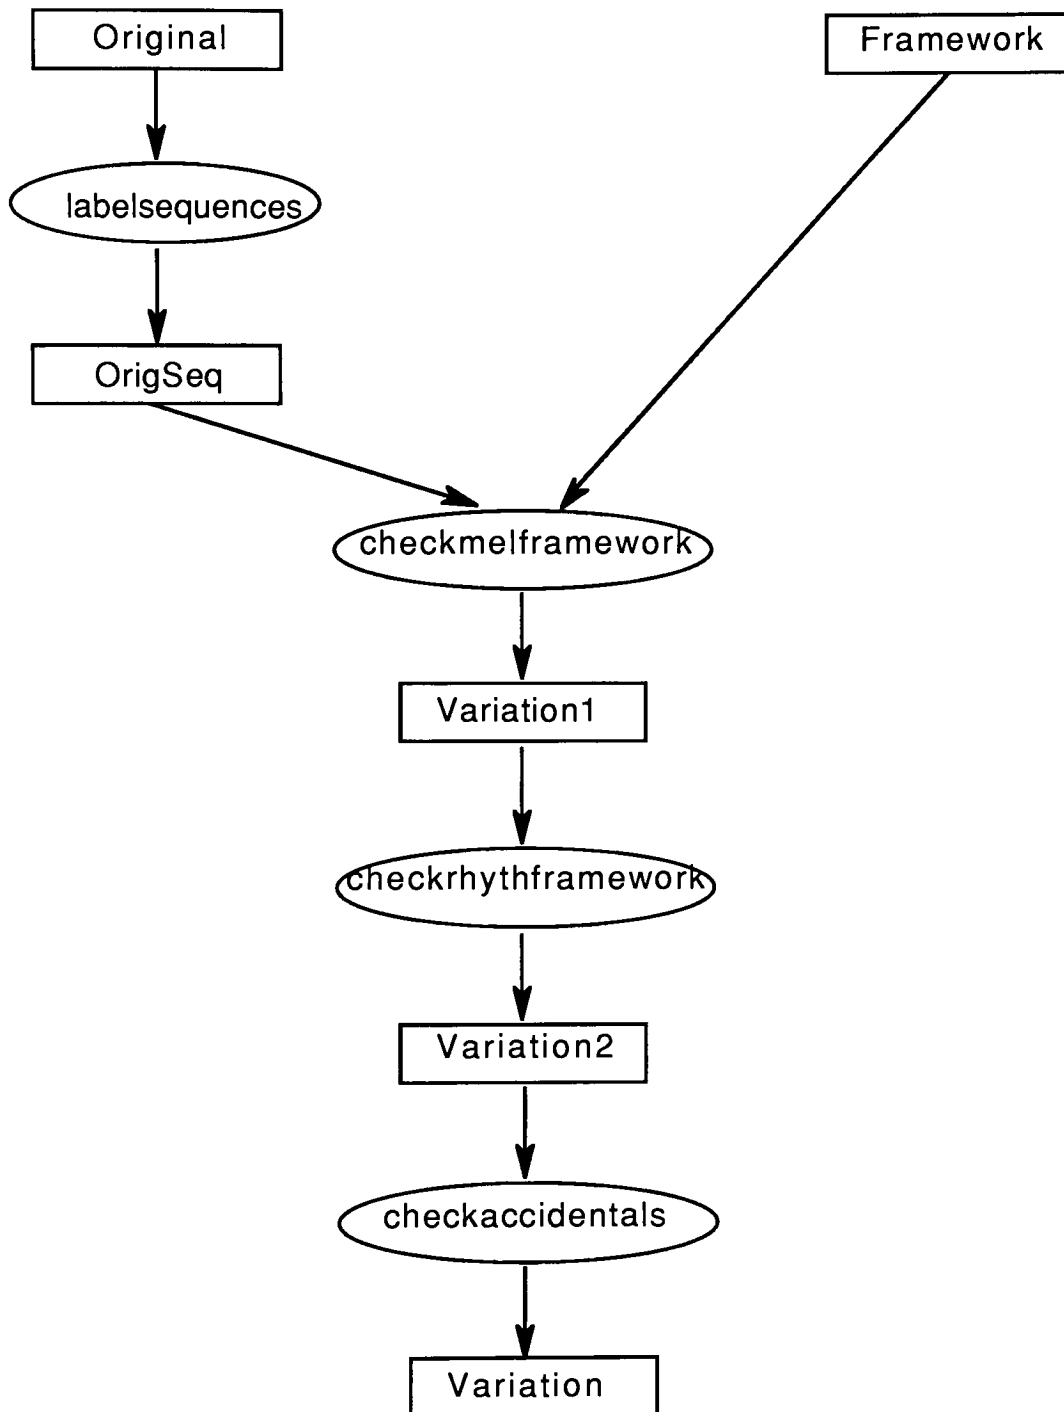 Original
Framework
labelsequences
OrigSeq
checkmelframework
Variation1
checkrhythframework
Variation2
checkaccidentals
Variation